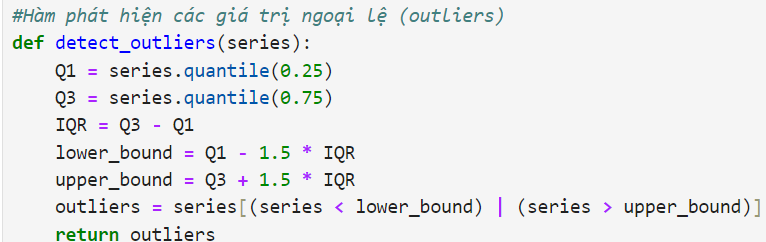 #Hàm phát hiện các giá trị ngoại lệ (outliers)
def detect_outliers(series):
    Q1 = series.quantile(0.25)
    Q3 = series.quantile(0.75)
    IQR = Q3 - Q1
    lower_bound = Q1 - 1.5 * IQR
    upper_bound = Q3 + 1.5 * IQR
    outliers = series[(series < lower_bound) | (series > upper_bound)]
    return outliers